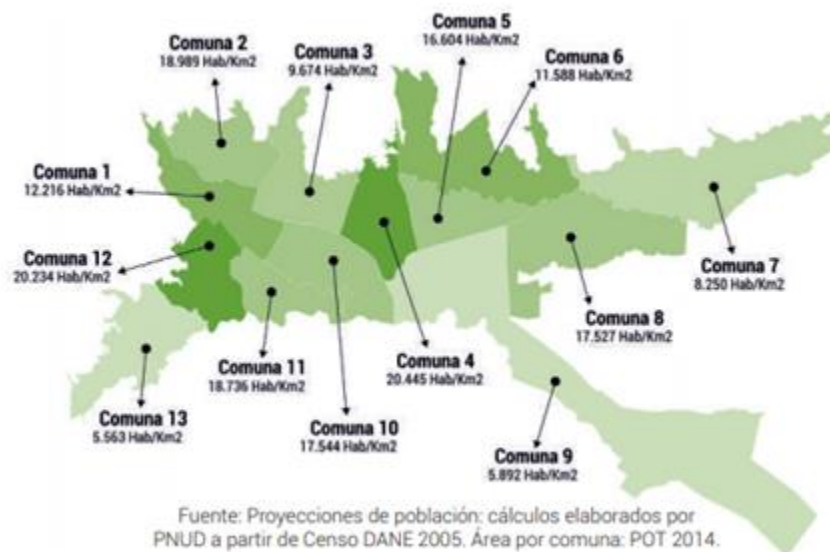 Comuna 5
16.604 Hab/Km2
Comuna 2
18.989 Hab/Km2
Comuna 3
9.674 Hab/Km2
Comuna 6
11.588 Hab/Km2
Comuna 1
12.216 Hab/Km2
Comuna 12
20.234 Hab/Km2
Comuna 7
8.250 Hab/Km2
Comuna 8
17.527 Hab/Km2
Comuna 11
18.736 Hab/Km2
Comuna 4
20.445 Hab/Km2
Comuna 13
5.563 Hab/Km2
Comuna 10
17.544 Hab/Km2
Comuna 9
5.892 Hab/Km2
Fuente: Proyecciones de población: cálculos elaborados por
PNUD a partir de Censo DANE 2005. Área por comuna: POT 2014.